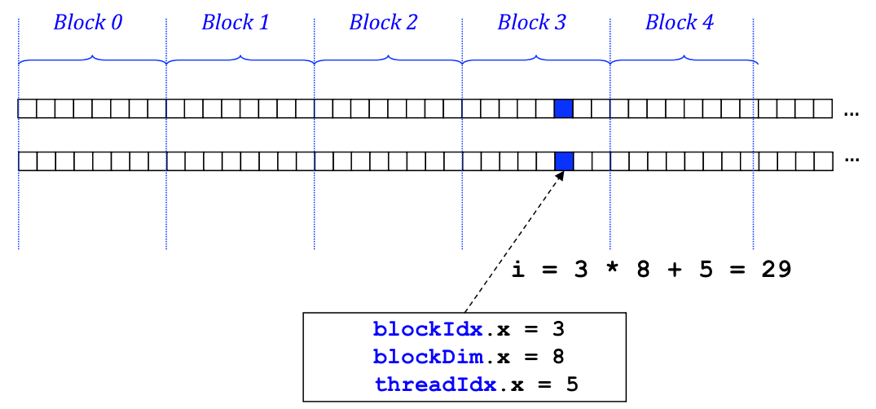 Block 0 Block 1 Block 2 Block 3 Block 4
...
...
i = 3 * 8 + 5 = 29
blockIdx.x = 3
blockDim.x = 8
threadIdx.x = 5